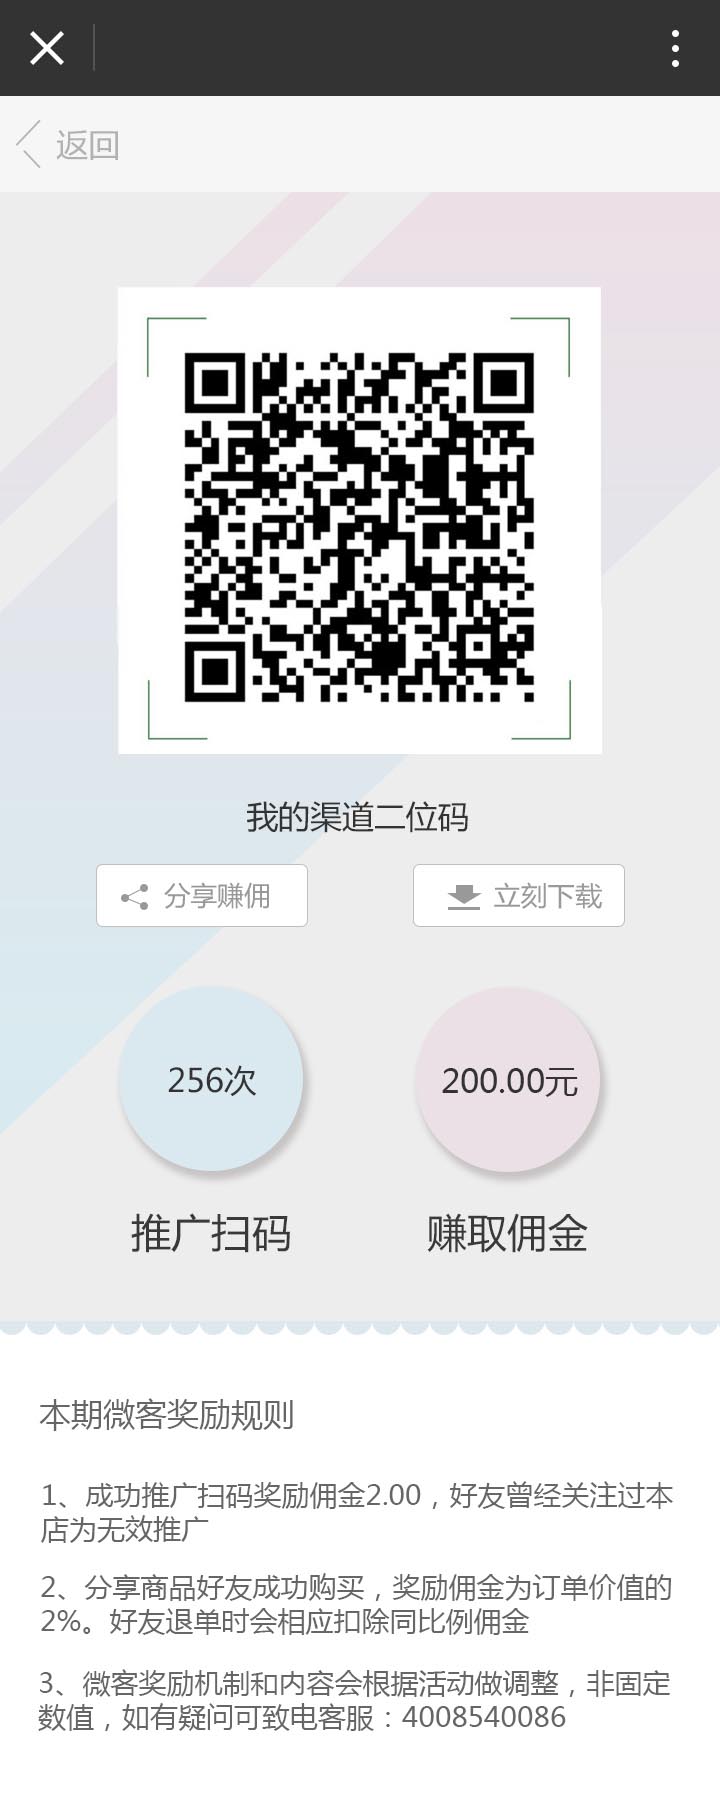 返回
我的渠道二位码
分享赚佣
立刻下载
256次
200.00元
推广扫码
赚取佣金
本期微客奖励规则
1、成功推广扫码奖励佣金2.00，好友曾经关注过本
店为无效推广
2、分享商品好友成功购买，奖励佣金为订单价值的
2%。好友退单时会相应扣除同比例佣金
3、微客奖励机制和内容会根据活动做调整，非固定
数值，如有疑问可致电客服：4008540086